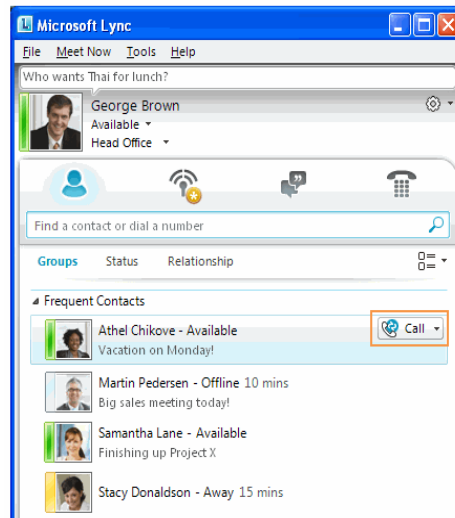 Microsoft Lync
File Meet Now Tools Help
Who wants Thai for lunch?
George Brown
Available
Head Office
Find a contact or dial a number
Groups Status Relationship
Frequent Contacts
Athel Chikove - Available
Call
Vacation on Monday!
Martin Pedersen - Offline 10 mins
Big sales meeting today!
Samantha Lane - Available
Finishing up Project X
Stacy Donaldson - Away 15 mins